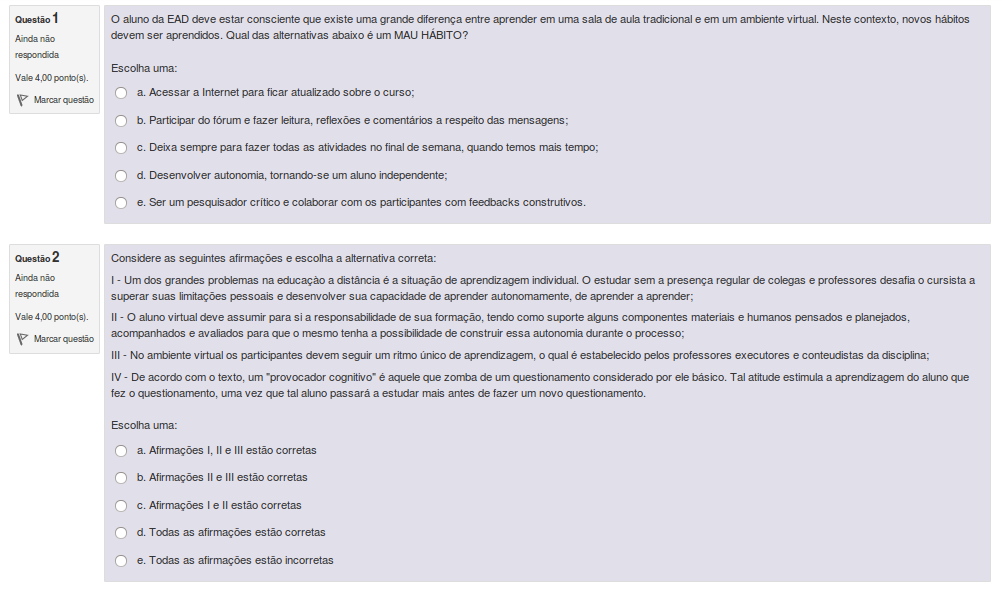 Questão 1
Ainda não
respondida
Vale 4,00 ponto(s).
Marcar questão
O aluno da EAD deve estar consciente que existe uma grande diferença entre aprender em uma sala de aula tradicional e em um ambiente virtual. Neste contexto, novos hábitos
devem ser aprendidos. Qual das alternativas abaixo é um MAU HÁBITO?
Escolha uma:
a. Acessar a Internet para ficar atualizado sobre o curso;
b. Participar do fórum e fazer leitura, reflexões e comentários a respeito das mensagens;
c. Deixa sempre para fazer todas as atividades no final de semana, quando temos mais tempo;
d. Desenvolver autonomia, tornando-se um aluno independente;
e. Ser um pesquisador crítico e colaborar com os participantes com feedbacks construtivos.
Questão 2
Ainda não
respondida
Vale 4,00 ponto(s).
Marcar questão
Considere as seguintes afirmações e escolha a alternativa correta:
I - Um dos grandes problemas na educaçào a distância é a situação de aprendizagem individual. O estudar sem a presença regular de colegas e professores desafia o cursista a
superar suas limitações pessoais e desenvolver sua capacidade de aprender autonomamente, de aprender a aprender;
II - O aluno virtual deve assumir para si a responsabilidade de sua formação, tendo como suporte alguns componentes materiais e humanos pensados e planejados,
acompanhados e avaliados para que o mesmo tenha a possibilidade de construir essa autonomia durante o processo;
III - No ambiente virtual os participantes devem seguir um ritmo único de aprendizagem, o qual é estabelecido pelos professores executores e conteudistas da disciplina;
IV - De acordo com o texto, um "provocador cognitivo" é aquele que zomba de um questionamento considerado por ele básico. Tal atitude estimula a aprendizagem do aluno que
fez o questionamento, uma vez que tal aluno passará a estudar mais antes de fazer um novo questionamento.
Escolha uma:
a. Afirmações I, II e III estão corretas
b. Afirmações II e III estão corretas
c. Afirmações I e II estão corretas
d. Todas as afirmações estão corretas
e. Todas as afirmações estão incorretas